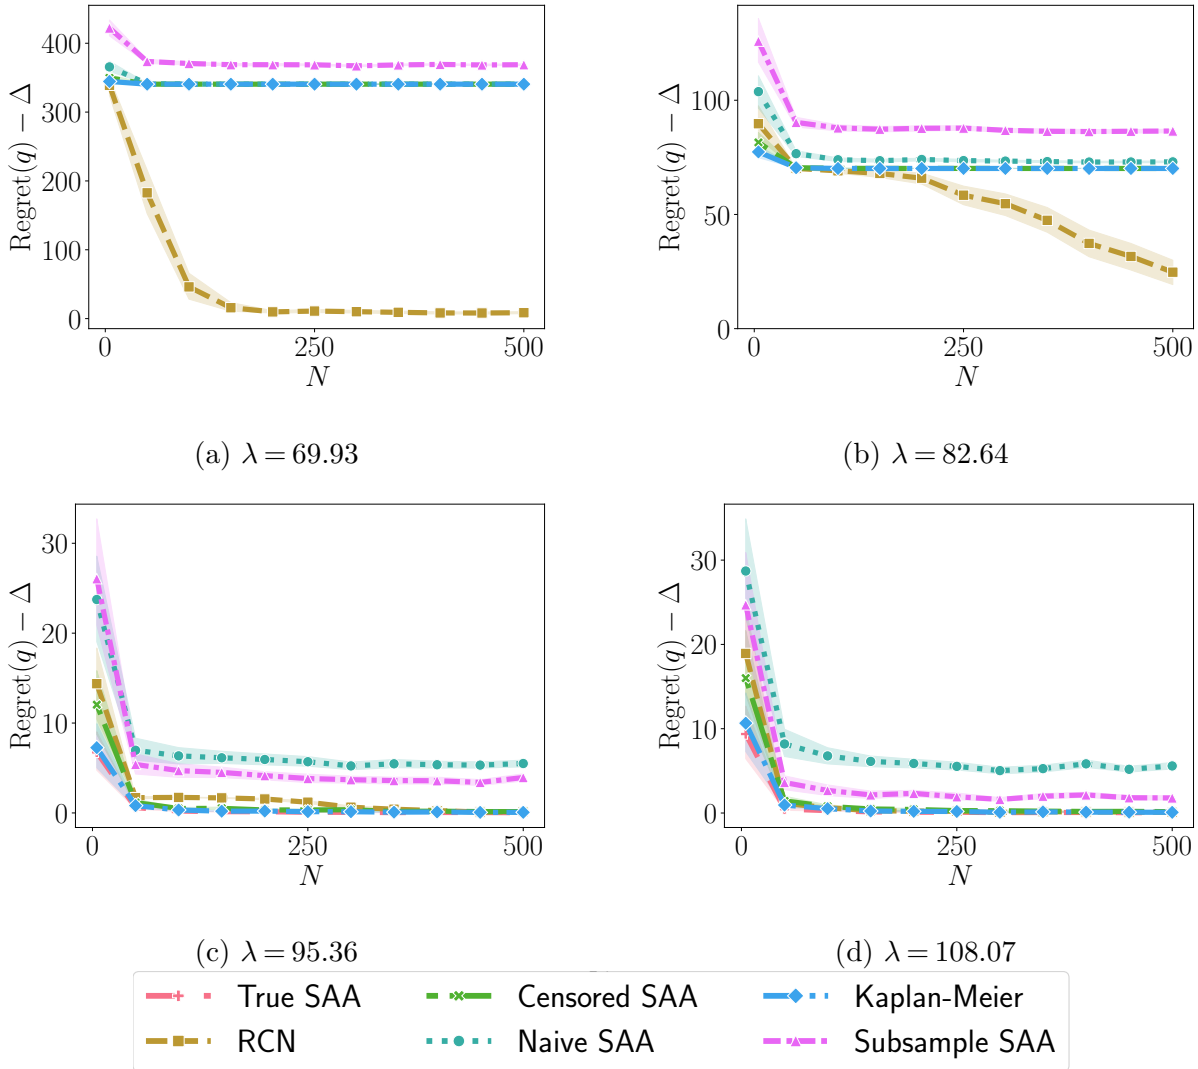 Regret(q) − Δ
400
300
200
100
0
0
250
500
N
(a) λ = 69.93
Regret(q) − Δ
100
50
0
0
250
500
N
(b) λ = 82.64
Regret(q) − Δ
30
20
10
0
0
250
500
N
(c) λ = 95.36
Regret(q) − Δ
30
20
10
0
0
250
500
N
(d) λ = 108.07
True SAA
Censored SAA
Kaplan-Meier
RCN
Naive SAA
Subsample SAA